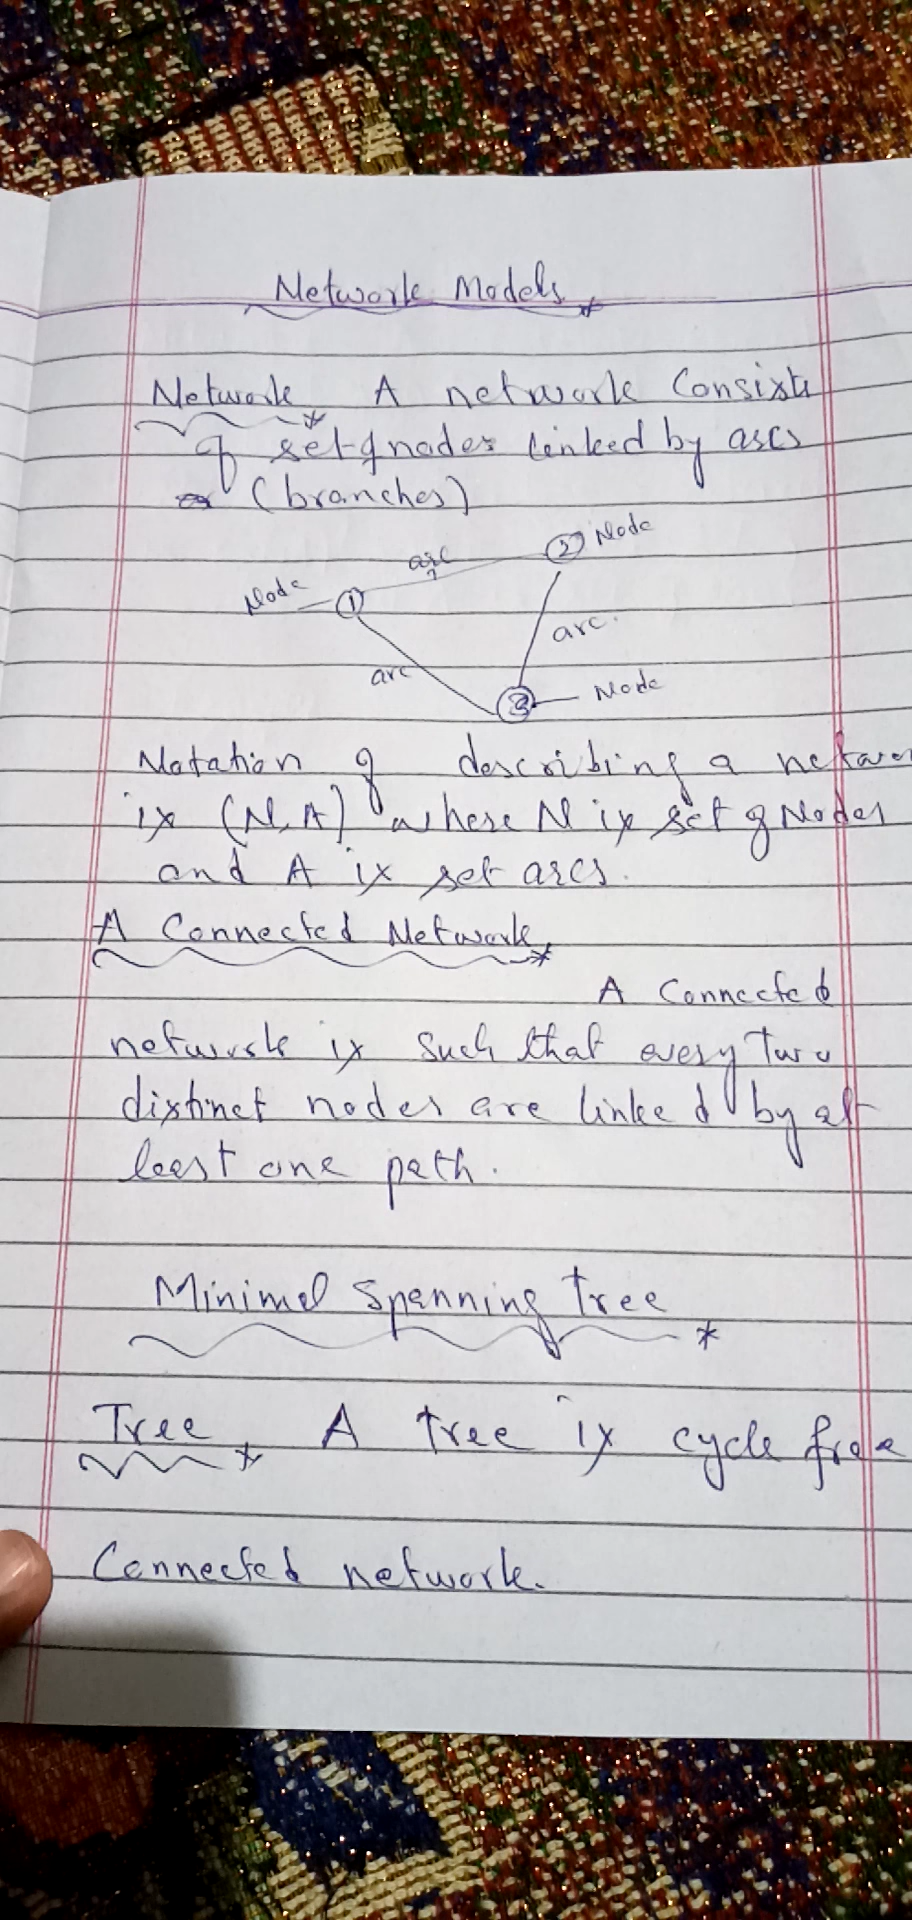 Network Models
Network A network Consists
of set of nodes linked by arcs
(branches)
arc 2 Node
Node 1
arc.
arc
3 Node
Notation of describing a networ
is (N, A) where N is set of Nodes
and A is set arcs.
A Connected Network
A Connected
network is such that every two
distinct nodes are linked by at
least one path.
Minimal Spanning Tree
Tree A tree is cycle free
Connected network.